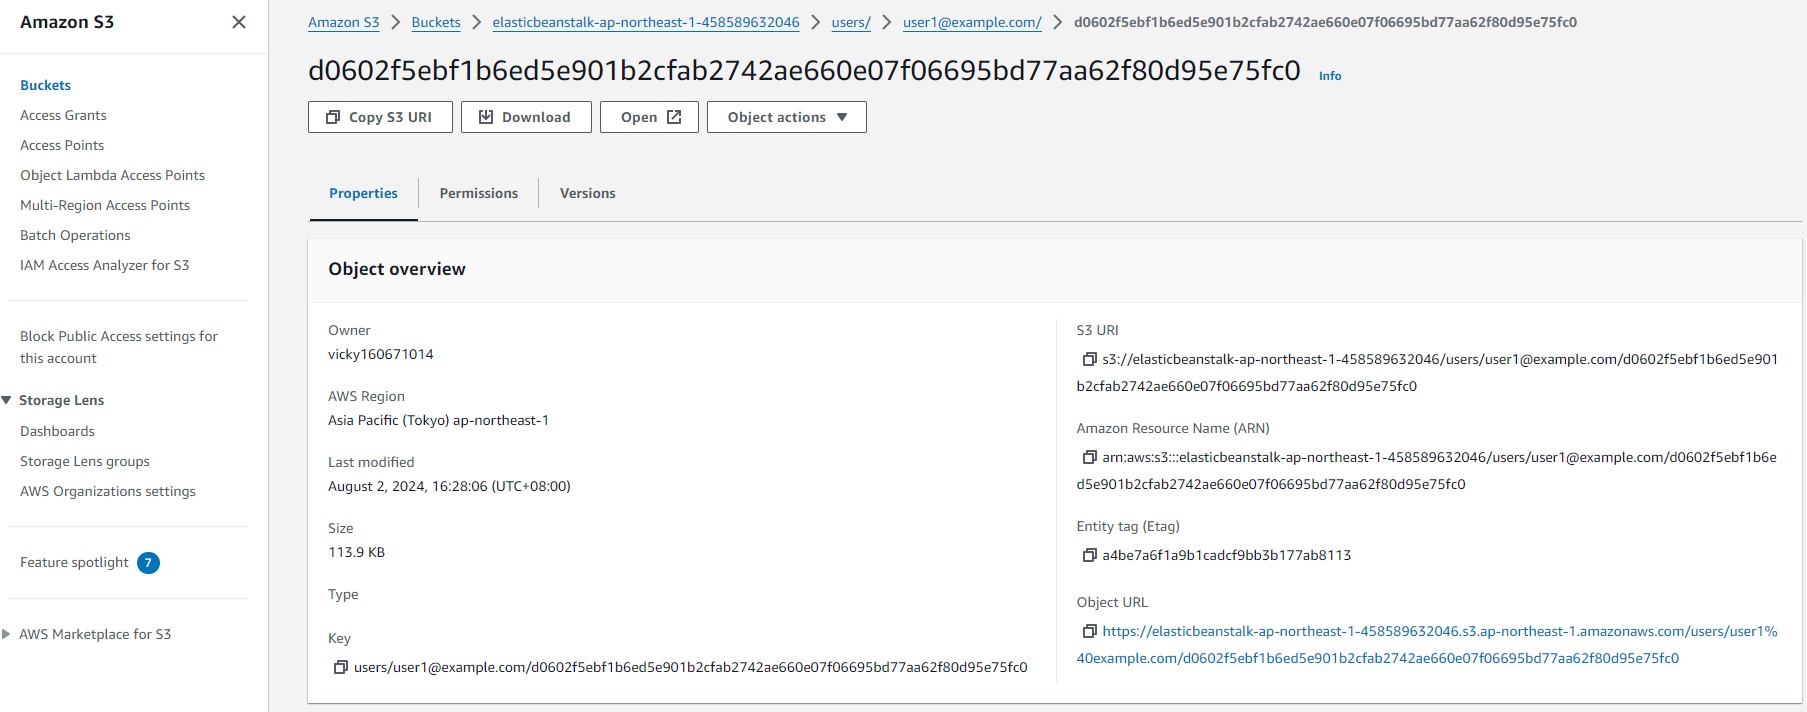 Amazon S3
Buckets
Access Grants
Access Points
Object Lambda Access Points
Multi-Region Access Points
Batch Operations
IAM Access Analyzer for S3
Block Public Access settings for
this account
Storage Lens
Dashboards
Storage Lens groups
AWS Organizations settings
Feature spotlight 7
AWS Marketplace for S3
Amazon S3 > Buckets > elasticbeanstalk-ap-northeast-1-458589632046 > users/ > user1@example.com/ > d0602f5ebf1b6ed5e901b2cfab2742ae660e07f06695bd77aa62f80d95e75fc0
d0602f5ebf1b6ed5e901b2cfab2742ae660e07f06695bd77aa62f80d95e75fc0 Info
Copy S3 URI Download Open Object actions
Properties Permissions Versions
Object overview
Owner
vicky160671014
AWS Region
Asia Pacific (Tokyo) ap-northeast-1
Last modified
August 2, 2024, 16:28:06 (UTC+08:00)
Size
113.9 KB
Type
Key
users/user1@example.com/d0602f5ebf1b6ed5e901b2cfab2742ae660e07f06695bd77aa62f80d95e75fc0
S3 URI
s3://elasticbeanstalk-ap-northeast-1-458589632046/users/user1@example.com/d0602f5ebf1b6ed5e901
b2cfab2742ae660e07f06695bd77aa62f80d95e75fc0
Amazon Resource Name (ARN)
arn:aws:s3:::elasticbeanstalk-ap-northeast-1-458589632046/users/user1@example.com/d0602f5ebf1b6e
d5e901b2cfab2742ae660e07f06695bd77aa62f80d95e75fc0
Entity tag (Etag)
a4be7a6f1a9b1cadcf9bb3b177ab8113
Object URL
https://elasticbeanstalk-ap-northeast-1-458589632046.s3.ap-northeast-1.amazonaws.com/users/user1%
40example.com/d0602f5ebf1b6ed5e901b2cfab2742ae660e07f06695bd77aa62f80d95e75fc0